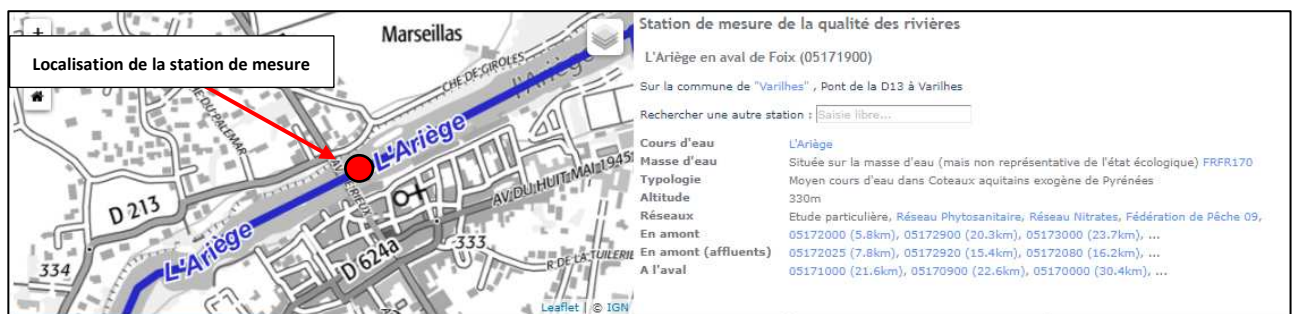 +
Marseillas
Localisation de la station de mesure
CHE DE GIROLES
L'Ariège
L'Ariège
AV DU HUIT MAI 1945
D 213
L'Ariège
D 624a
333
334
R DE LA TUILERIE
Leaflet | © IGN
Station de mesure de la qualité des rivières
L'Ariège en aval de Foix (05171900)
Sur la commune de "Varilhes" , Pont de la D13 à Varilhes
Rechercher une autre station : Saisie libre...
Cours d'eau L'Ariège
Masse d'eau Située sur la masse d'eau (mais non représentative de l'état écologique) FRFR170
Typologie Moyen cours d'eau dans Coteaux aquitains exogène de Pyrénées
Altitude 330m
Réseaux Etude particulière, Réseau Phytosanitaire, Réseau Nitrates, Fédération de Pêche 09,
En amont 05172000 (5.8km), 05172900 (20.3km), 05173000 (23.7km), ...
En amont (affluents) 05172025 (7.8km), 05172920 (15.4km), 05172080 (16.2km), ...
A l'aval 05171000 (21.6km), 05170900 (22.6km), 05170000 (30.4km), ...